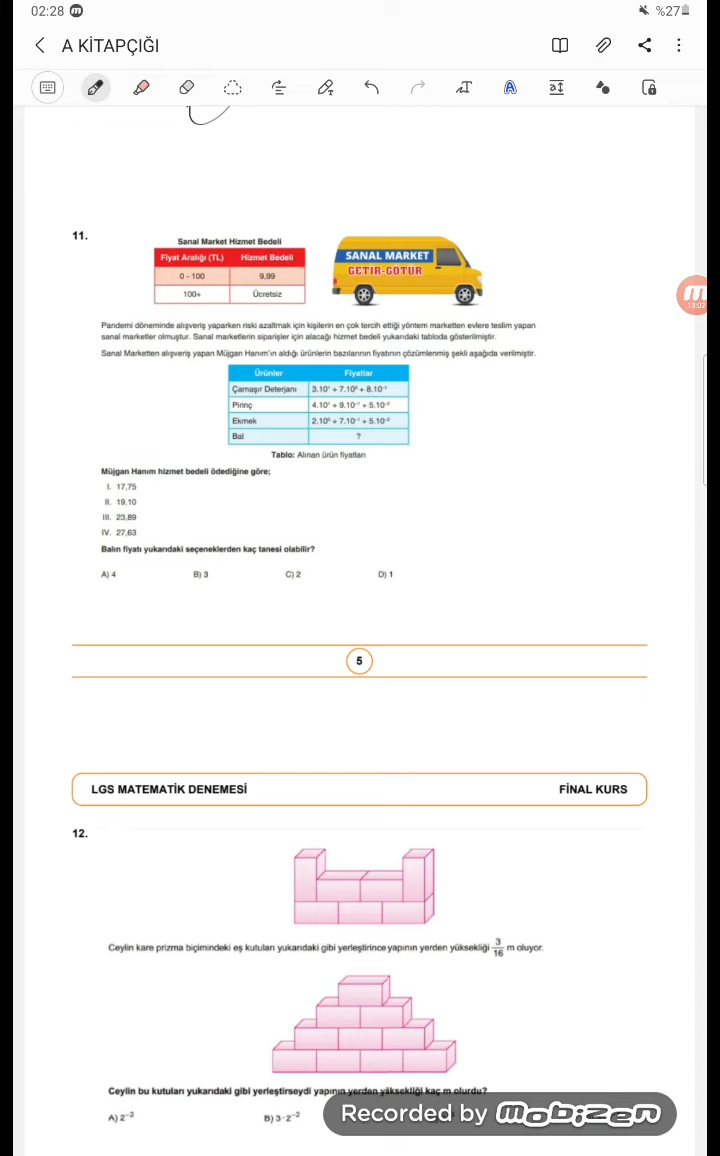 02:28 m %27
A KİTAPÇIĞI
11.
Sanal Market Hizmet Bedeli
Fiyat Aralığı (TL) Hizmet Bedeli
0 - 100 9,99
100+ Ücretsiz
SANAL MARKET
GETİR-GÖTÜR
19:02
Pandemi döneminde alışveriş yaparken riski azaltmak için kişilerin en çok tercih ettiği yöntem marketten evlere teslim yapan
sanal marketler olmuştur. Sanal marketlerin siparişler için alacağı hizmet bedeli yukarıdaki tabloda gösterilmiştir.
Sanal Marketten alışveriş yapan Müjgan Hanım'ın aldığı ürünlerin bazılarının fiyatının çözümlenmiş şekli aşağıda verilmiştir.
Ürünler Fiyatlar
Çamaşır Deterjanı 3.10¹ + 7.10⁰ + 8.10⁻¹
Pirinç 4.10¹ + 9.10⁻¹ + 5.10⁻²
Ekmek 2.10⁰ + 7.10⁻¹ + 5.10⁻²
Bal ?
Tablo: Alınan ürün fiyatları
Müjgan Hanım hizmet bedeli ödediğine göre;
I. 17,75
II. 19,10
III. 23,89
IV. 27,63
Balın fiyatı yukarıdaki seçeneklerden kaç tanesi olabilir?
A) 4 B) 3 C) 2 D) 1
5
LGS MATEMATİK DENEMESİ FİNAL KURS
12.
Ceylin kare prizma biçimindeki eş kutuları yukarıdaki gibi yerleştirince yapının yerden yüksekliği 3/16 m oluyor.
Ceylin bu kutuları yukarıdaki gibi yerleştirseydi yapının yerden yüksekliği kaç m olurdu?
A) 2⁻² B) 3·2⁻²
Recorded by Mobizen